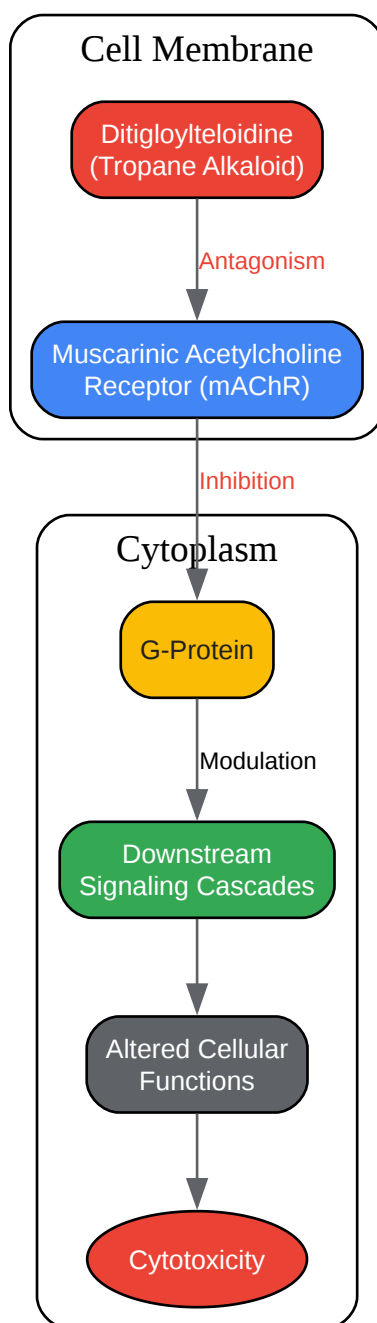 Cell Membrane
Ditigloylteloidine
(Tropane Alkaloid)
Antagonism
Muscarinic Acetylcholine
Receptor (mAChR)
Inhibition
Cytoplasm
G-Protein
Modulation
Downstream
Signaling Cascades
Altered Cellular
Functions
Cytotoxicity